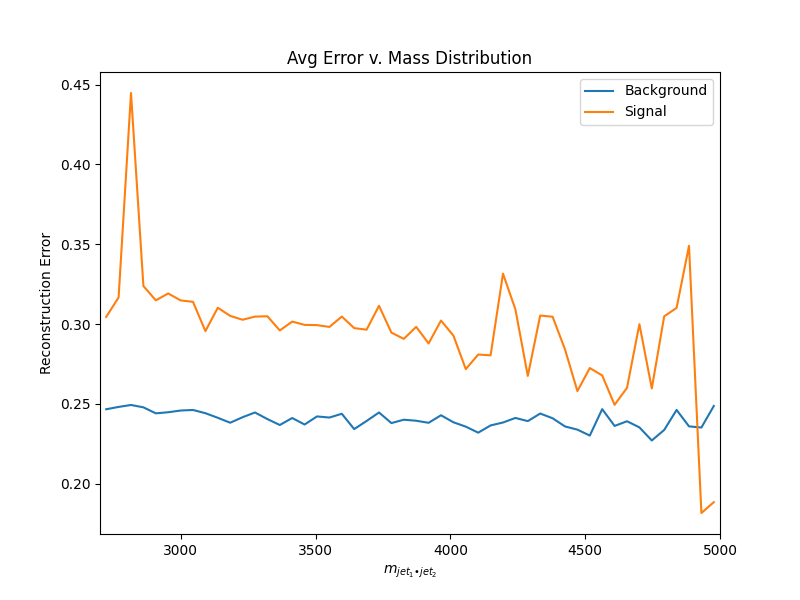 Avg Error v. Mass Distribution
Background
Signal
0.45
0.40
0.35
0.30
0.25
0.20
Reconstruction Error
3000 3500 4000 4500 5000
m_{jet_1•jet_2}